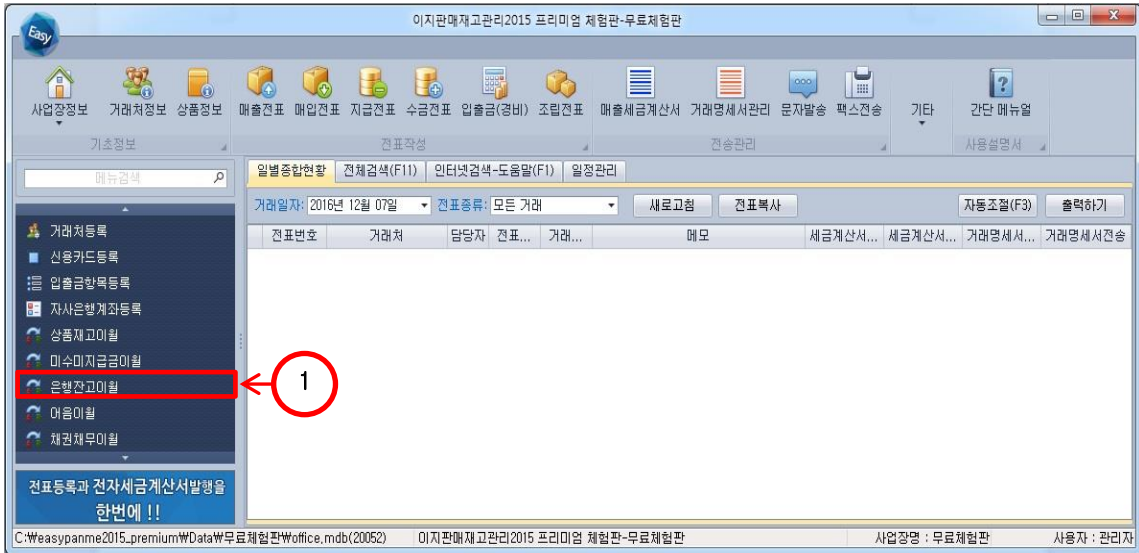 이지판매재고관리2015 프리미엄 체험판-무료체험판
Easy
사업장정보 거래처정보 상품정보 매출전표 매입전표 지급전표 수금전표 입출금(경비) 조립전표 매출세금계산서 거래명세서관리 문자발송 팩스전송 기타 간단 메뉴얼
기초정보 전표작성 전송관리 사용설명서
메뉴검색
일별종합현황 전체검색(F11) 인터넷검색-도움말(F1) 일정관리
거래일자: 2016년 12월 07일 전표종류: 모든 거래 새로고침 전표복사 자동조절(F3) 출력하기
전표번호 거래처 담당자 전표... 거래... 메모 세금계산서... 세금계산서... 거래명세서... 거래명세서전송
거래처등록
신용카드등록
입출금항목등록
자사은행계좌등록
상품재고이월
미수미지급금이월
은행잔고이월
1
어음이월
채권채무이월
전표등록과 전자세금계산서발행을
한번에 !!
C:\easypanme2015_premium\Data\무료체험판\office.mdb(20052) 이지판매재고관리2015 프리미엄 체험판-무료체험판 사업장명 : 무료체험판 사용자 : 관리자